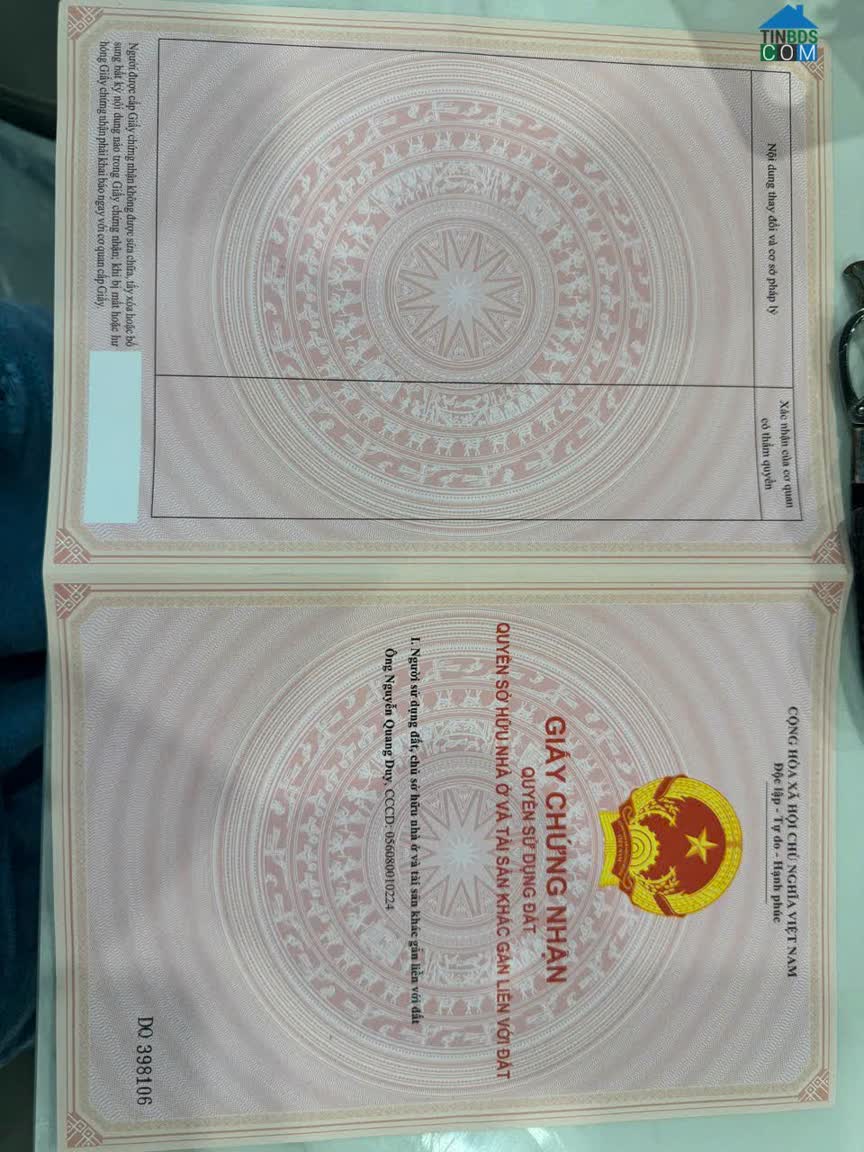 TINBDS
COM
Nội dung thay đổi và cơ sở pháp lý
Xác nhận của cơ quan
có thẩm quyền
Người được cấp Giấy chứng nhận không được sửa chữa, tẩy xóa hoặc bổ
sung bất kỳ nội dung nào trong Giấy chứng nhận; khi bị mất hoặc hư
hỏng Giấy chứng nhận phải khai báo ngay với cơ quan cấp Giấy.
CỘNG HÒA XÃ HỘI CHỦ NGHĨA VIỆT NAM
Độc lập - Tự do - Hạnh phúc
GIẤY CHỨNG NHẬN
QUYỀN SỬ DỤNG ĐẤT
QUYỀN SỞ HỮU NHÀ Ở VÀ TÀI SẢN KHÁC GẮN LIỀN VỚI ĐẤT
I. Người sử dụng đất, chủ sở hữu nhà ở và tài sản khác gắn liền với đất
Ông Nguyễn Quang Duy, CCCD: 056080010224
DQ 398106